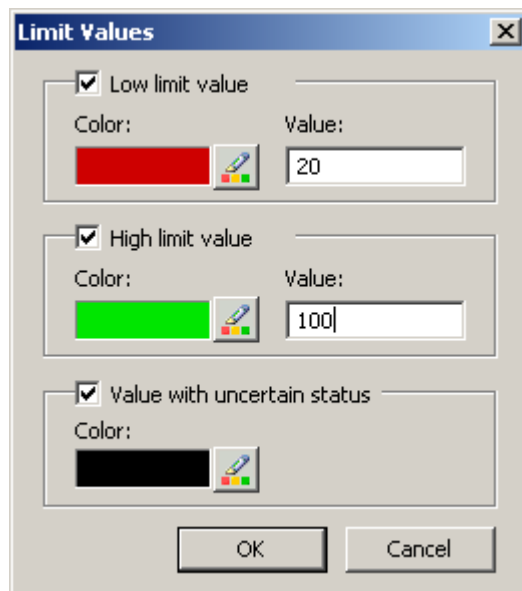 Limit Values
Low limit value
Color: Value:
20
High limit value
Color: Value:
100
Value with uncertain status
Color:
OK Cancel